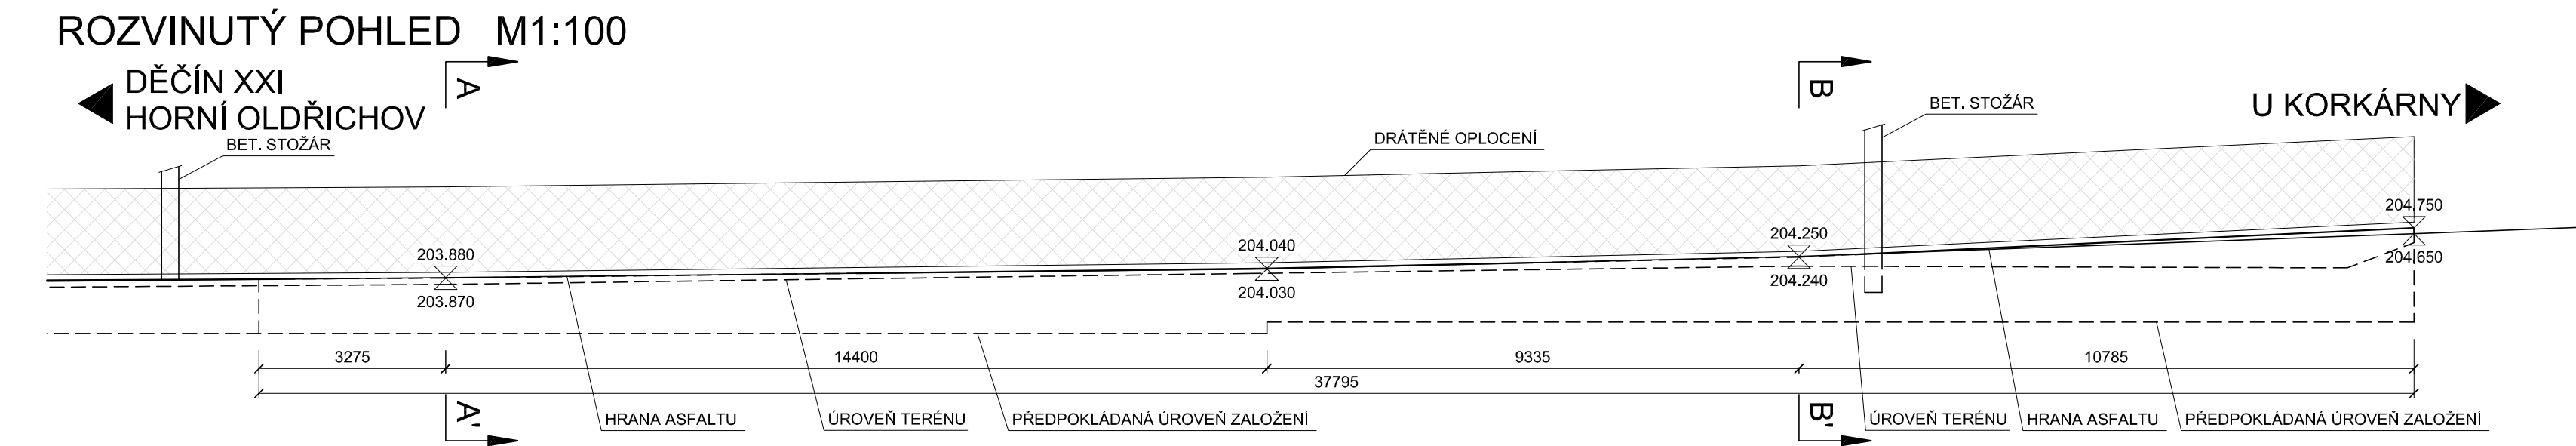 ROZVINUTÝ POHLED M1:100
DĚČÍN XXI
HORNÍ OLDŘICHOV
A
B
U KORKÁRNY
BET. STOŽÁR
DRÁTĚNÉ OPLOCENÍ
BET. STOŽÁR
203.880
203.870
204.040
204.030
204.250
204.240
204.750
204.650
3275
14400
9335
10785
37795
A'
HRANA ASFALTU
ÚROVEŇ TERÉNU
PŘEDPOKLÁDANÁ ÚROVEŇ ZALOŽENÍ
B'
ÚROVEŇ TERÉNU
HRANA ASFALTU
PŘEDPOKLÁDANÁ ÚROVEŇ ZALOŽENÍ